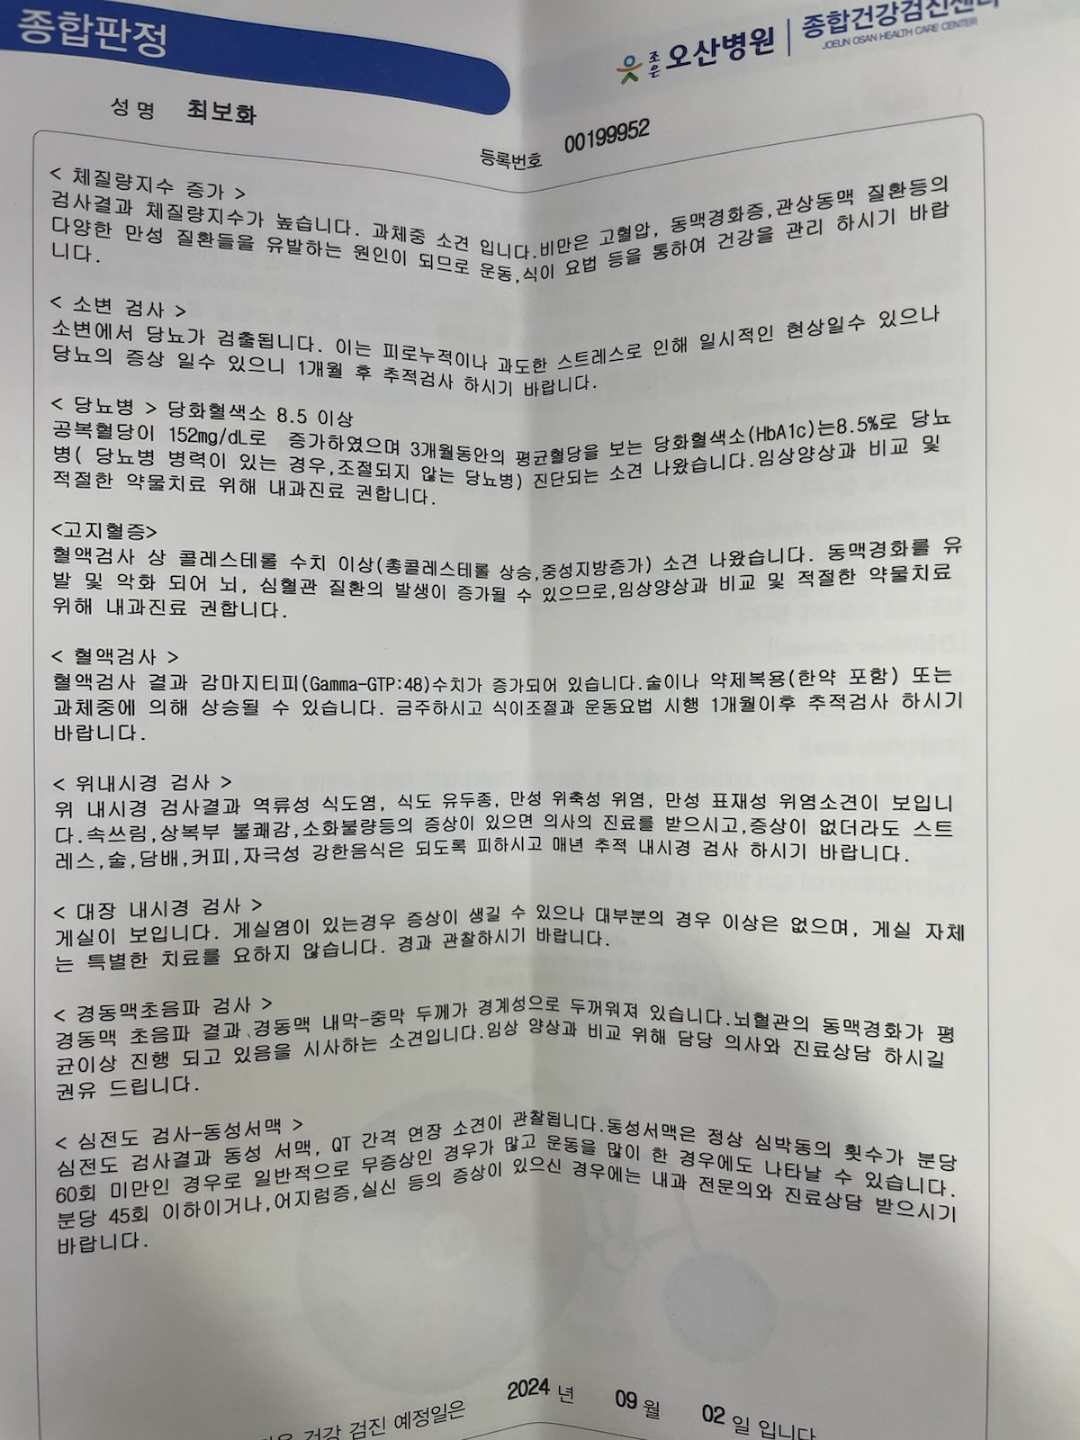 종합판정
조은 오산병원 | 종합건강검진센터
JOEUN OSAN HEALTH CARE CENTER
성 명 최보화
등록번호 00199952
< 체질량지수 증가 >
검사결과 체질량지수가 높습니다. 과체중 소견 입니다.비만은 고혈압, 동맥경화증,관상동맥 질환등의
다양한 만성 질환들을 유발하는 원인이 되므로 운동,식이 요법 등을 통하여 건강을 관리 하시기 바랍
니다.
< 소변 검사 >
소변에서 당뇨가 검출됩니다. 이는 피로누적이나 과도한 스트레스로 인해 일시적인 현상일수 있으나
당뇨의 증상 일수 있으니 1개월 후 추적검사 하시기 바랍니다.
< 당뇨병 > 당화혈색소 8.5 이상
공복혈당이 152mg/dL로 증가하였으며 3개월동안의 평균혈당을 보는 당화혈색소(HbA1c)는8.5%로 당뇨
병( 당뇨병 병력이 있는 경우,조절되지 않는 당뇨병) 진단되는 소견 나왔습니다.임상양상과 비교 및
적절한 약물치료 위해 내과진료 권합니다.
<고지혈증>
혈액검사 상 콜레스테롤 수치 이상(총콜레스테롤 상승,중성지방증가) 소견 나왔습니다. 동맥경화를 유
발 및 악화 되어 뇌, 심혈관 질환의 발생이 증가될 수 있으므로,임상양상과 비교 및 적절한 약물치료
위해 내과진료 권합니다.
< 혈액검사 >
혈액검사 결과 감마지티피(Gamma-GTP:48)수치가 증가되어 있습니다.술이나 약제복용(한약 포함) 또는
과체중에 의해 상승될 수 있습니다. 금주하시고 식이조절과 운동요법 시행 1개월이후 추적검사 하시기
바랍니다.
< 위내시경 검사 >
위 내시경 검사결과 역류성 식도염, 식도 유두종, 만성 위축성 위염, 만성 표재성 위염소견이 보입니
다.속쓰림,상복부 불쾌감,소화불량등의 증상이 있으면 의사의 진료를 받으시고,증상이 없더라도 스트
레스,술,담배,커피,자극성 강한음식은 되도록 피하시고 매년 추적 내시경 검사 하시기 바랍니다.
< 대장 내시경 검사 >
게실이 보입니다. 게실염이 있는경우 증상이 생길 수 있으나 대부분의 경우 이상은 없으며, 게실 자체
는 특별한 치료를 요하지 않습니다. 경과 관찰하시기 바랍니다.
< 경동맥초음파 검사 >
경동맥 초음파 결과,경동맥 내막-중막 두께가 경계성으로 두꺼워져 있습니다.뇌혈관의 동맥경화가 평
균이상 진행 되고 있음을 시사하는 소견입니다.임상 양상과 비교 위해 담당 의사와 진료상담 하시길
권유 드립니다.
< 심전도 검사-동성서맥 >
심전도 검사결과 동성 서맥, QT 간격 연장 소견이 관찰됩니다.동성서맥은 정상 심박동의 횟수가 분당
60회 미만인 경우로 일반적으로 무증상인 경우가 많고 운동을 많이 한 경우에도 나타날 수 있습니다.
분당 45회 이하이거나,어지럼증,실신 등의 증상이 있으신 경우에는 내과 전문의와 진료상담 받으시기
바랍니다.
건강 검진 예정일은 2024 년 09 월 02 일 입니다